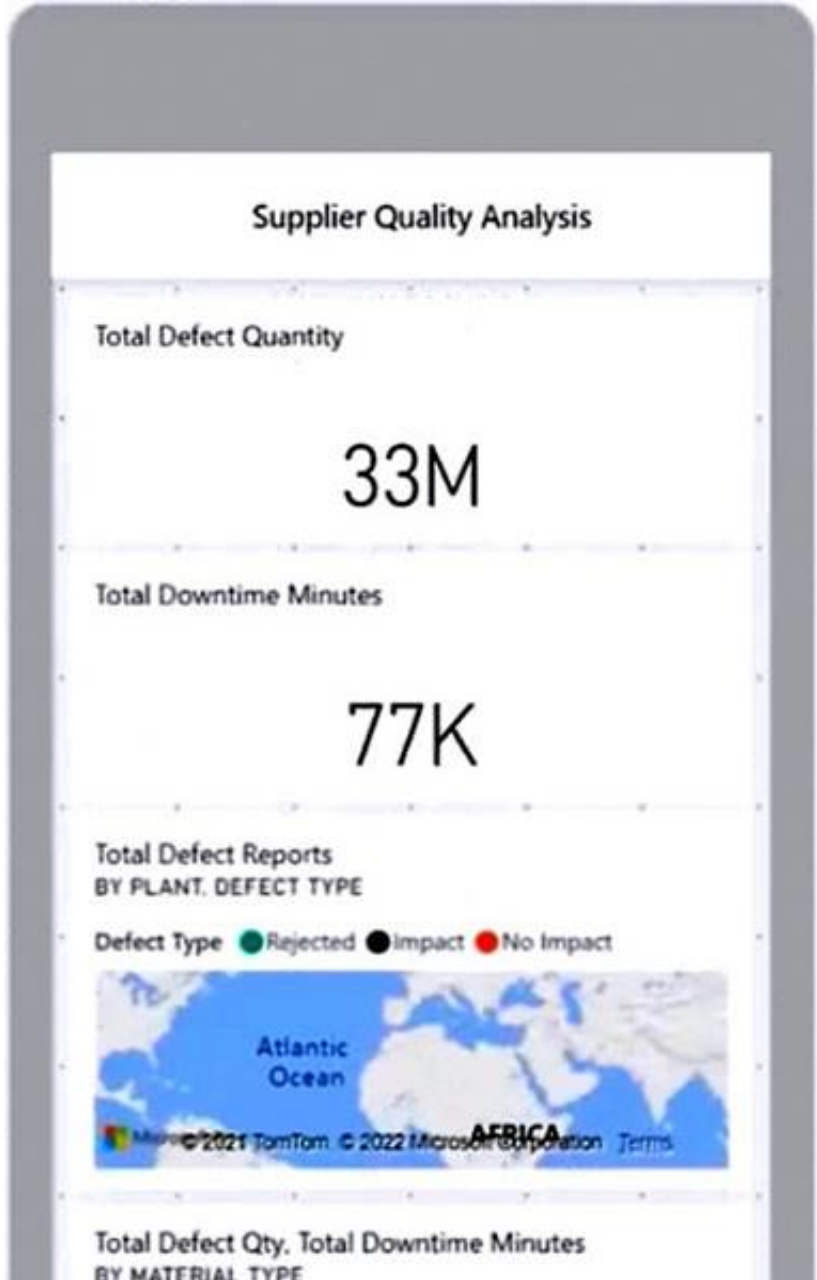 Supplier Quality Analysis
Total Defect Quantity
33M
Total Downtime Minutes
77K
Total Defect Reports
BY PLANT, DEFECT TYPE
Defect Type Rejected Impact No Impact
Atlantic
Ocean
AFRICA
© 2021 TomTom © 2022 Microsoft Corporation Terms
Total Defect Qty, Total Downtime Minutes
BY MATERIAL TYPE